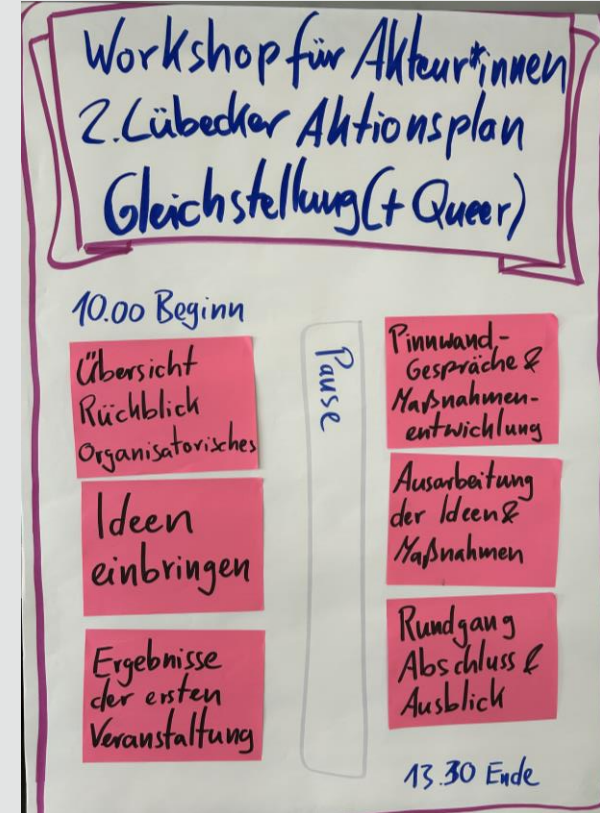 Workshop für Akteur*innen
2. Lübecker Aktionsplan
Gleichstellung (+ Queer)
10.00 Beginn
Übersicht
Rückblick
Organisatorisches
Ideen
einbringen
Ergebnisse
der ersten
Veranstaltung
Pause
Pinnwand-
Gespräche &
Maßnahmen-
entwicklung
Ausarbeitung
der Ideen &
Maßnahmen
Rundgang
Abschluss &
Ausblick
13.30 Ende